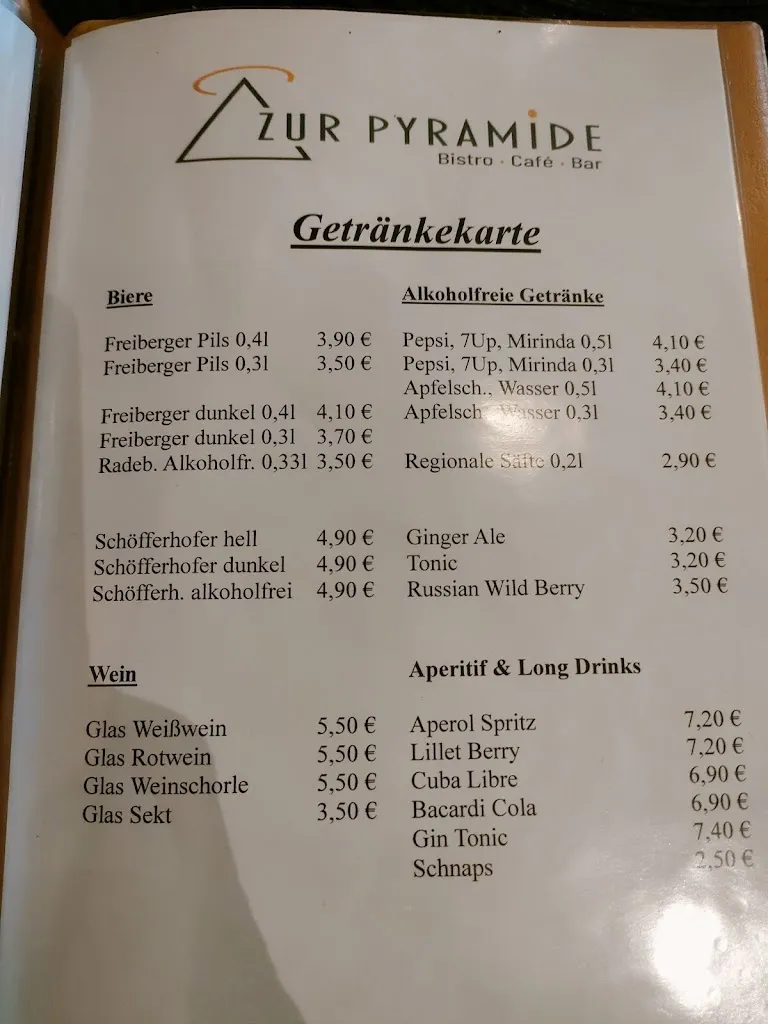 ZUR PYRAMiDE
Bistro · Café · Bar
Getränkekarte
Biere
Freiberger Pils 0,4l 3,90 €
Freiberger Pils 0,3l 3,50 €
Freiberger dunkel 0,4l 4,10 €
Freiberger dunkel 0,3l 3,70 €
Radeb. Alkoholfr. 0,33l 3,50 €
Schöfferhofer hell 4,90 €
Schöfferhofer dunkel 4,90 €
Schöfferh. alkoholfrei 4,90 €
Wein
Glas Weißwein 5,50 €
Glas Rotwein 5,50 €
Glas Weinschorle 5,50 €
Glas Sekt 3,50 €
Alkoholfreie Getränke
Pepsi, 7Up, Mirinda 0,5l 4,10 €
Pepsi, 7Up, Mirinda 0,3l 3,40 €
Apfelsch., Wasser 0,5l 4,10 €
Apfelsch., Wasser 0,3l 3,40 €
Regionale Säfte 0,2l 2,90 €
Ginger Ale 3,20 €
Tonic 3,20 €
Russian Wild Berry 3,50 €
Aperitif & Long Drinks
Aperol Spritz 7,20 €
Lillet Berry 7,20 €
Cuba Libre 6,90 €
Bacardi Cola 6,90 €
Gin Tonic 7,40 €
Schnaps 2,50 €